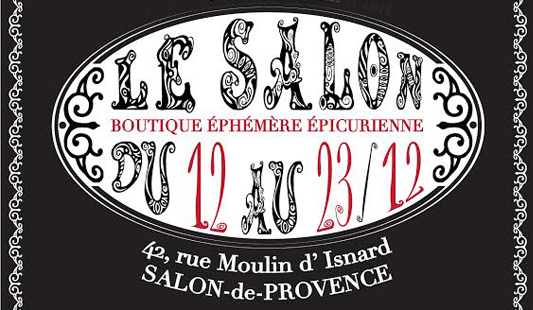 LE SALON
BOUTIQUE ÉPHÉMÈRE ÉPICURIENNE
DU 12 AU 23/12
42, rue Moulin d' Isnard
SALON-de-PROVENCE